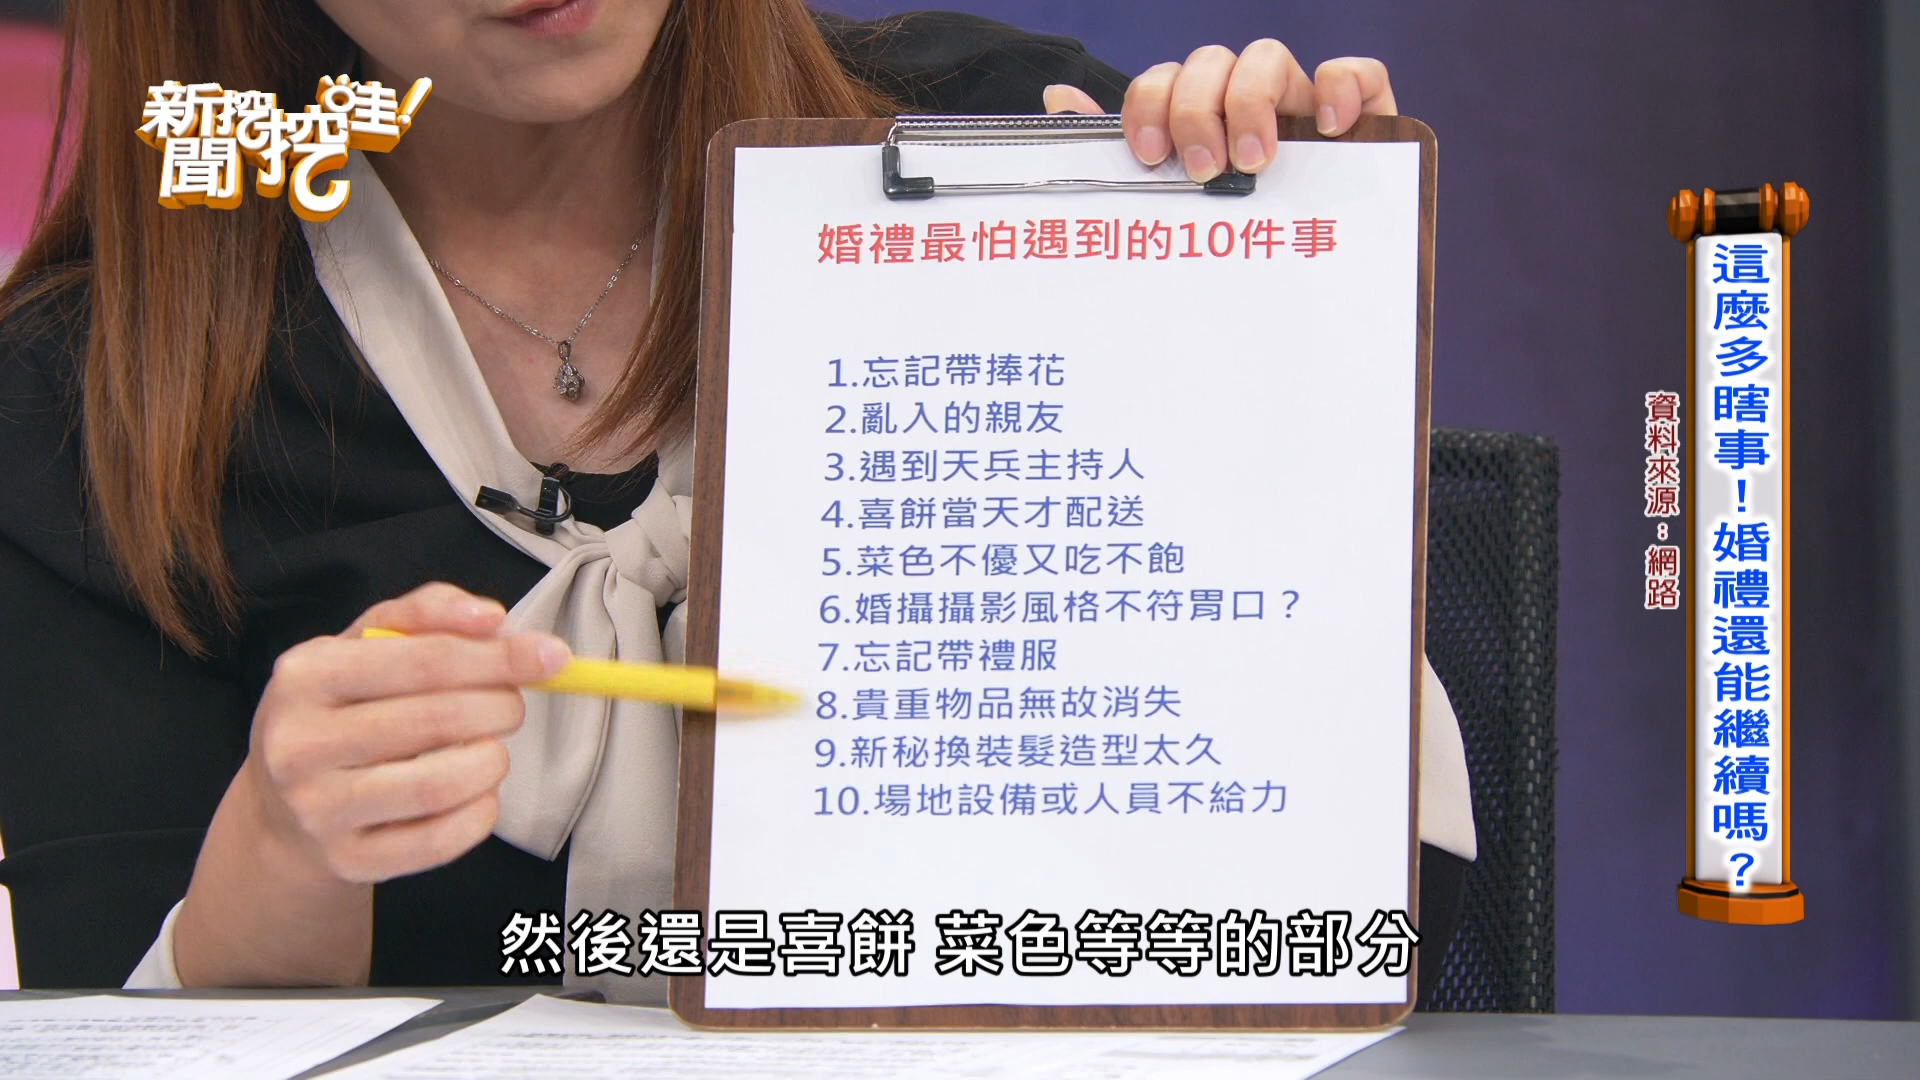 新聞挖挖哇!
婚禮最怕遇到的10件事
1.忘記帶捧花
2.亂入的親友
3.遇到天兵主持人
4.喜餅當天才配送
5.菜色不優又吃不飽
6.婚攝攝影風格不符胃口？
7.忘記帶禮服
8.貴重物品無故消失
9.新秘換裝髮造型太久
10.場地設備或人員不給力
這麼多瞎事！婚禮還能繼續嗎？
資料來源：網路
然後還是喜餅 菜色等等的部分